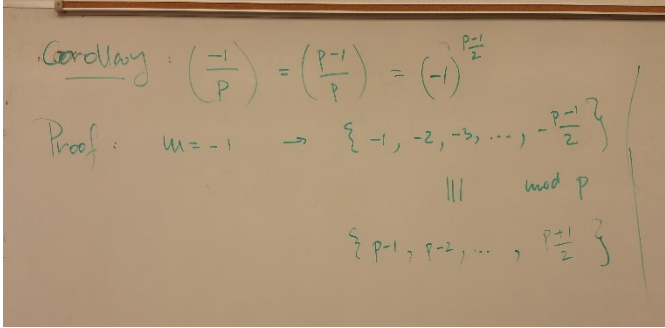 Corollary : (-1/p) = (p-1/p) = (-1)^{p-1/2}
Proof : m = -1 → { -1, -2, -3, ..., -p-1/2 }
||| mod p
{ p-1, p-2, ... , p+1/2 }